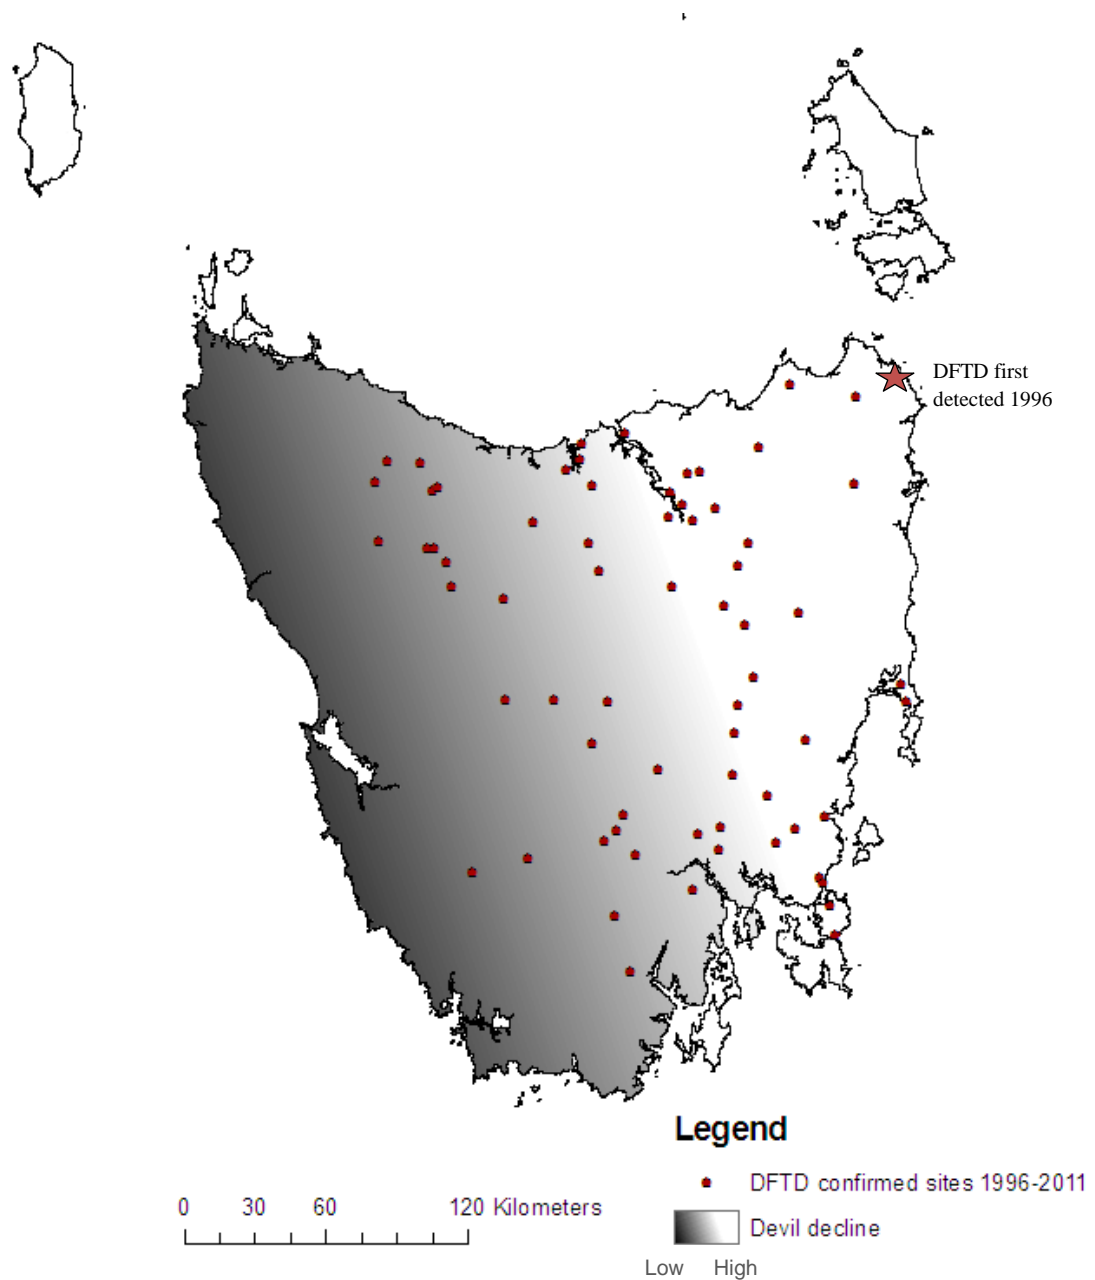 DFTD first
detected 1996
Legend
DFTD confirmed sites 1996-2011
Devil decline
Low High
0 30 60 120 Kilometers